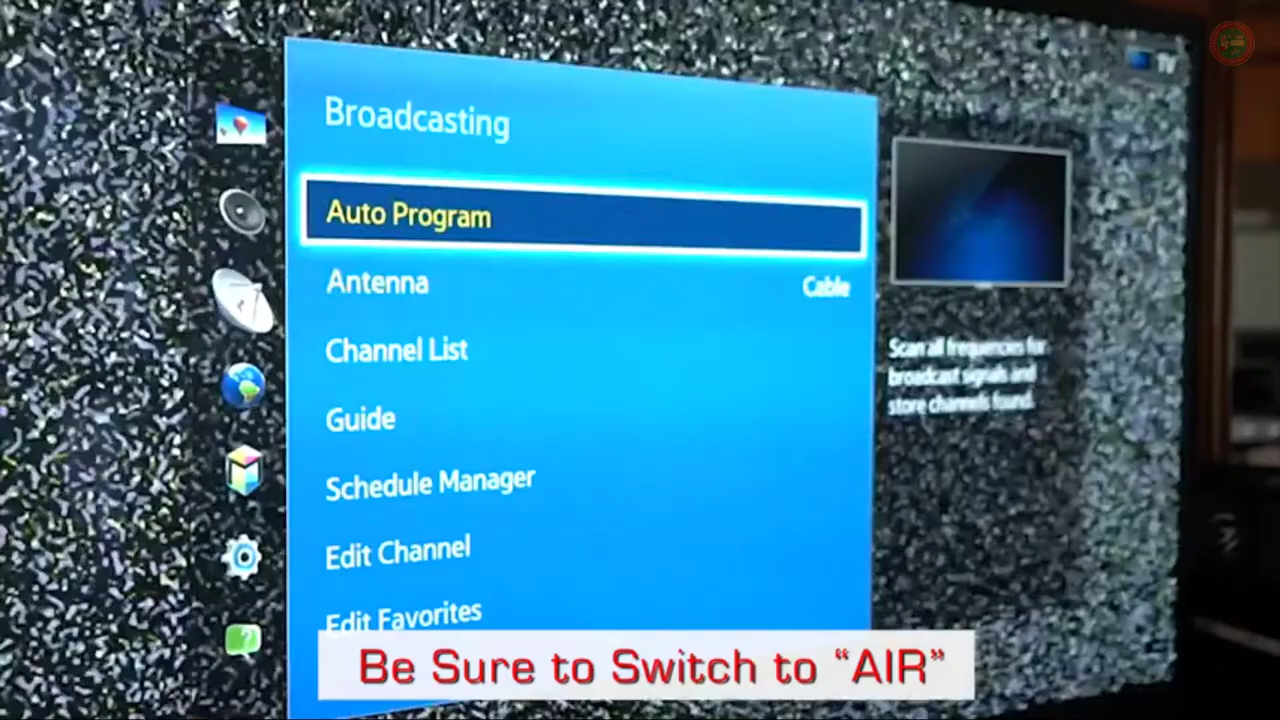 TV
Broadcasting
Auto Program
Antenna Cable
Channel List
Guide
Schedule Manager
Edit Channel
Edit Favorites
Scan all frequencies for
broadcast signals and
store channels found.
Be Sure to Switch to “AIR”